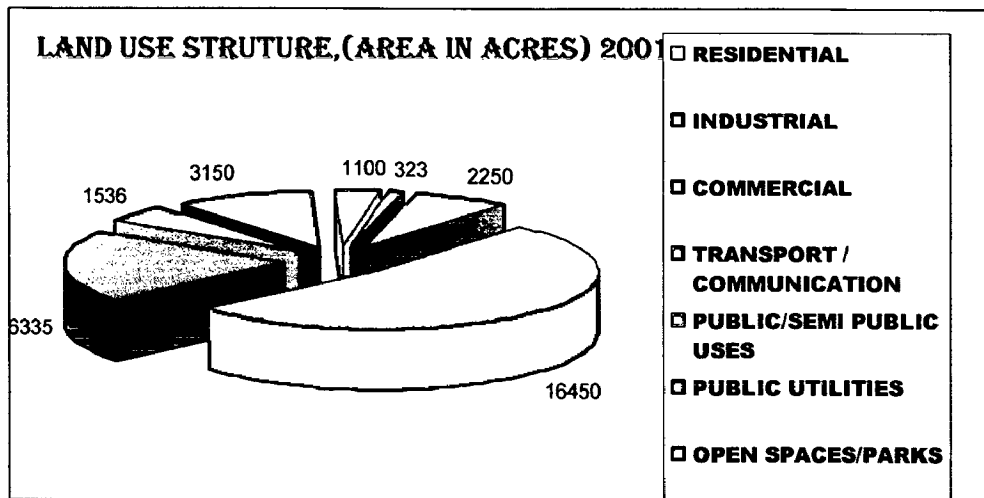 LAND USE STRUTURE,(AREA IN ACRES) 2001
1100
323
2250
3150
1536
6335
16450
RESIDENTIAL
INDUSTRIAL
COMMERCIAL
TRANSPORT /
COMMUNICATION
PUBLIC/SEMI PUBLIC
USES
PUBLIC UTILITIES
OPEN SPACES/PARKS